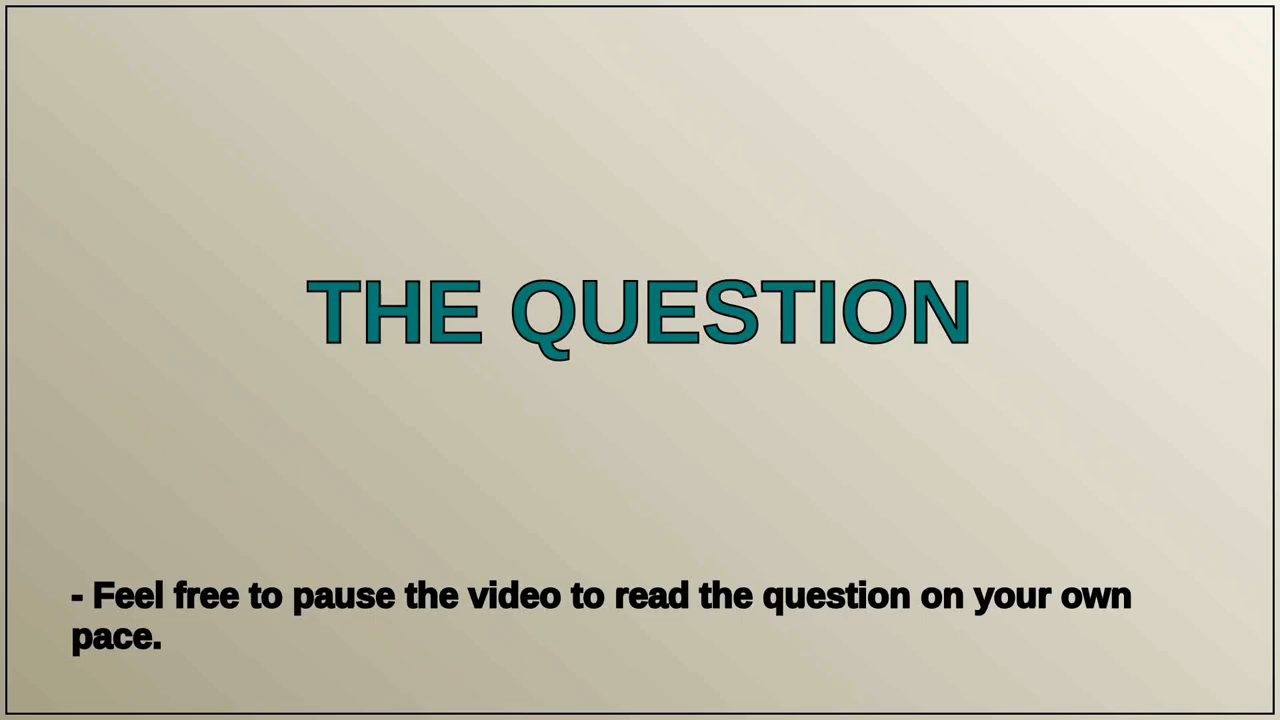 THE QUESTION
- Feel free to pause the video to read the question on your own
pace.